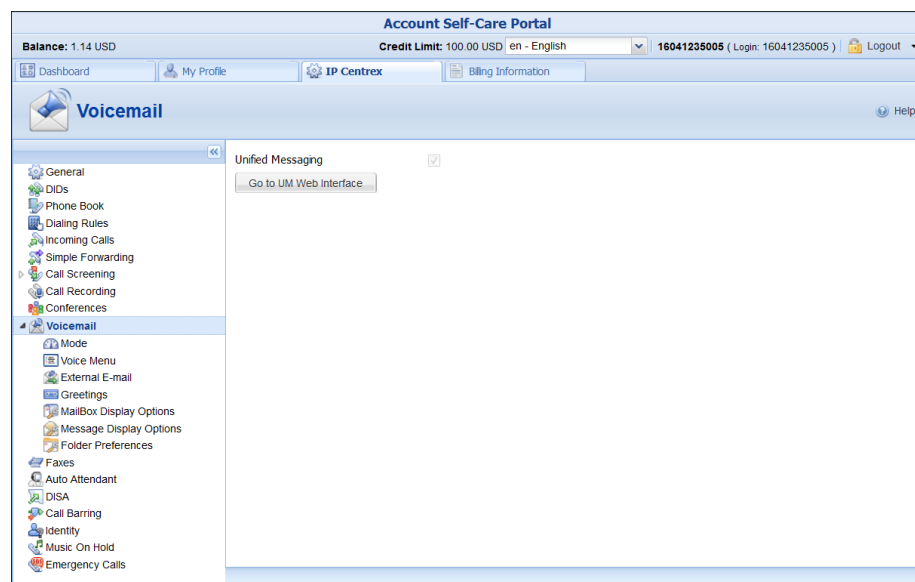 Account Self-Care Portal
Balance: 1.14 USD Credit Limit: 100.00 USD en - English 16041235005 ( Login: 16041235005 ) Logout
Dashboard My Profile IP Centrex Billing Information
Voicemail Help
Unified Messaging
Go to UM Web Interface
General
DIDs
Phone Book
Dialing Rules
Incoming Calls
Simple Forwarding
Call Screening
Call Recording
Conferences
Voicemail
Mode
Voice Menu
External E-mail
Greetings
MailBox Display Options
Message Display Options
Folder Preferences
Faxes
Auto Attendant
DISA
Call Barring
Identity
Music On Hold
Emergency Calls